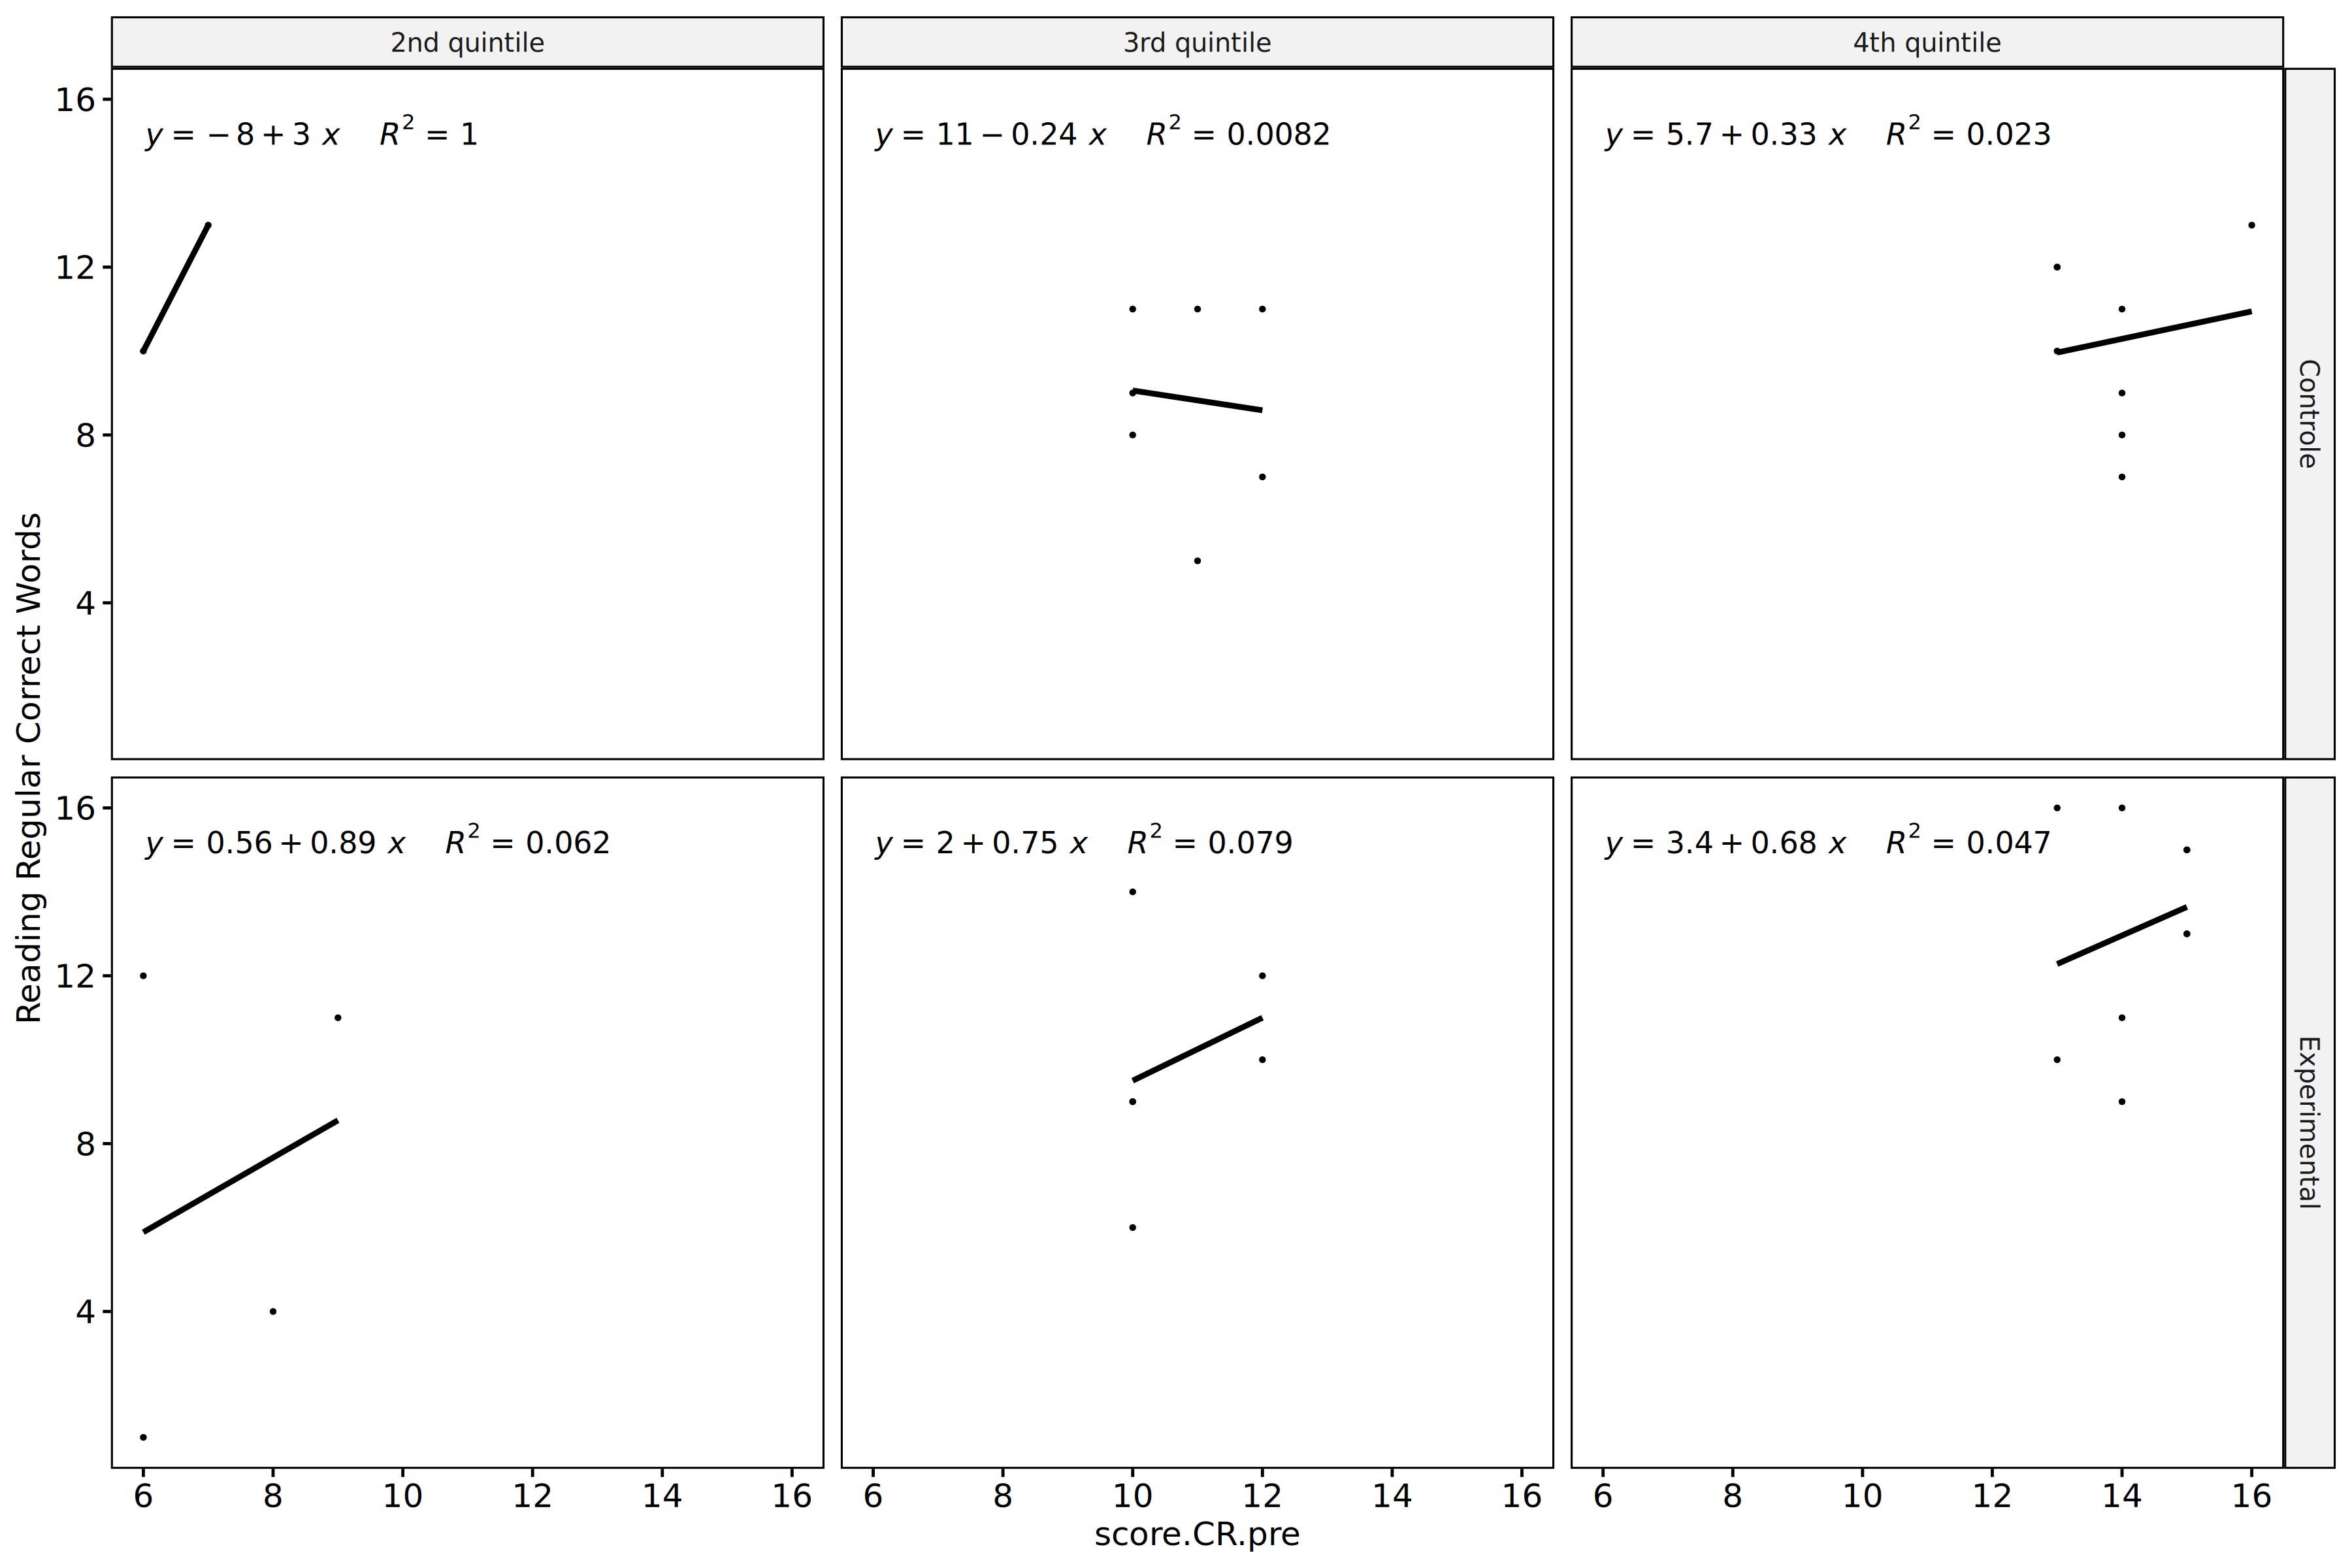 2nd quintile 3rd quintile 4th quintile
Reading Regular Correct Words
16
12
8
4
y = − 8 + 3 x R² = 1
y = 11 − 0.24 x R² = 0.0082
y = 5.7 + 0.33 x R² = 0.023
Controle
16
12
8
4
y = 0.56 + 0.89 x R² = 0.062
y = 2 + 0.75 x R² = 0.079
y = 3.4 + 0.68 x R² = 0.047
Experimental
6 8 10 12 14 16 6 8 10 12 14 16 6 8 10 12 14 16
score.CR.pre